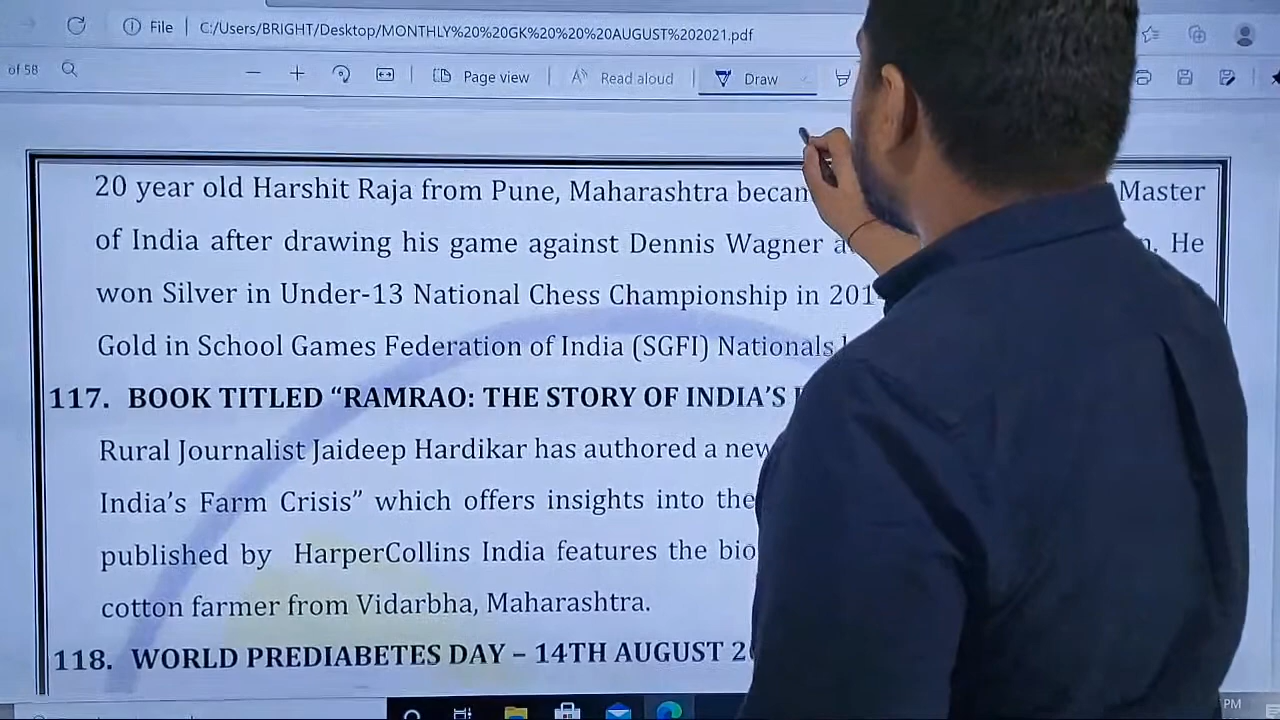 File | C:/Users/BRIGHT/Desktop/MONTHLY%20%20GK%20%20%20AUGUST%202021.pdf
of 58 Page view Read aloud Draw
20 year old Harshit Raja from Pune, Maharashtra Master
of India after drawing his game against Dennis Wagner He
won Silver in Under-13 National Chess Championship in
Gold in School Games Federation of India (SGFI) Nationals
117. BOOK TITLED “RAMRAO: THE STORY OF INDIA’S
Rural Journalist Jaideep Hardikar has authored a new
India’s Farm Crisis” which offers insights into the
published by HarperCollins India features the
cotton farmer from Vidarbha, Maharashtra.
118. WORLD PREDIABETES DAY – 14TH AUGUST
PM